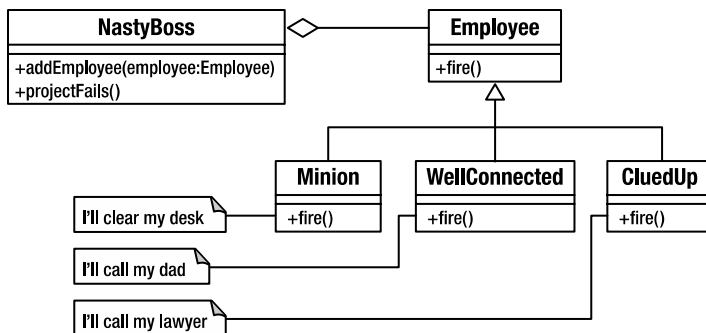 NastyBoss
+addEmployee(employee:Employee)
+projectFails()
Employee
+fire()
Minion
+fire()
WellConnected
+fire()
CluedUp
+fire()
I'll clear my desk
I'll call my dad
I'll call my lawyer